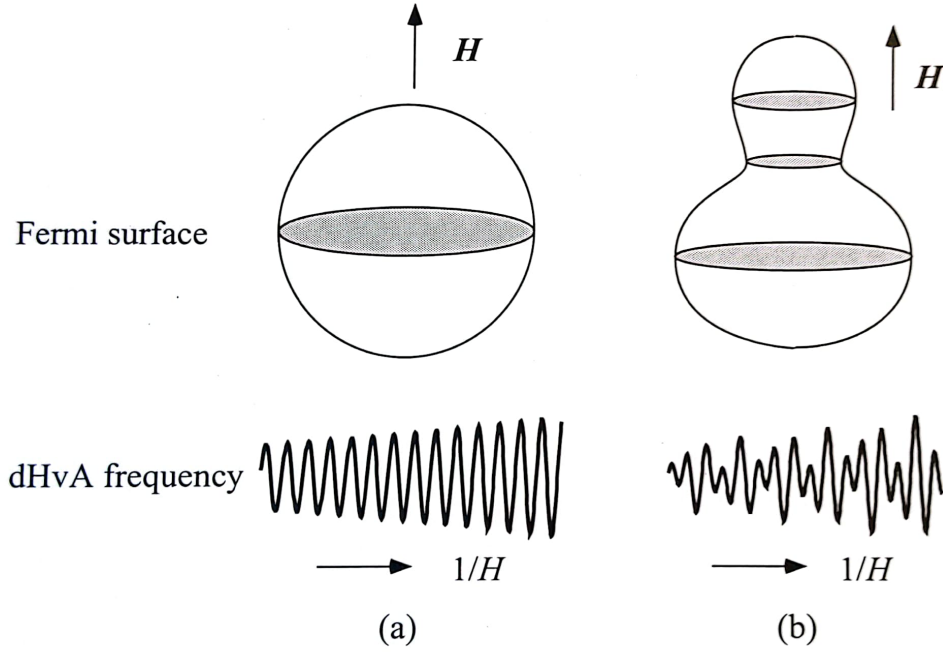 H
H
Fermi surface
dHvA frequency
1/H
1/H
(a)
(b)